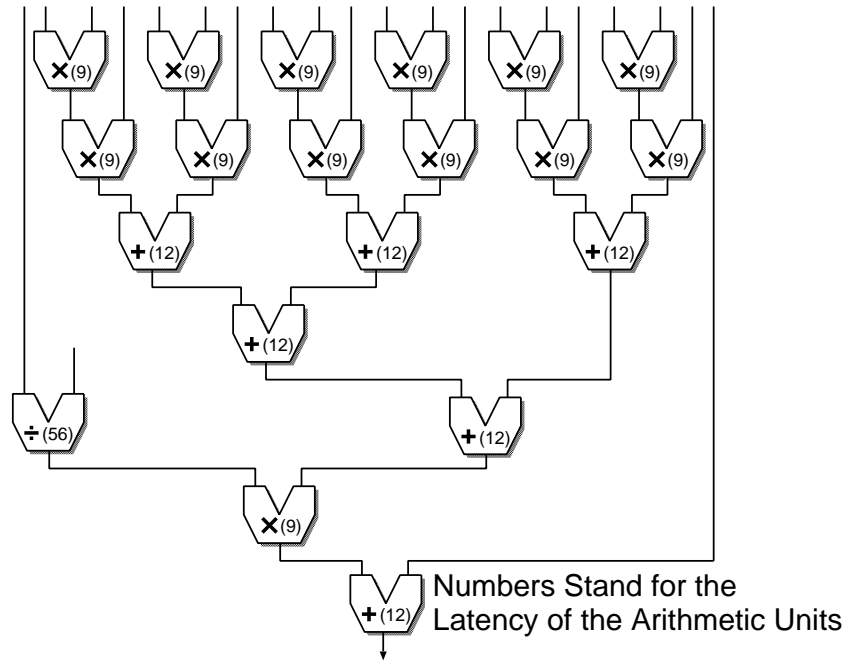 ×(9) ×(9) ×(9) ×(9) ×(9) ×(9)
×(9) ×(9) ×(9) ×(9) ×(9) ×(9)
+(12) +(12) +(12)
+(12)
÷(56) +(12)
×(9)
Numbers Stand for the
+(12) Latency of the Arithmetic Units